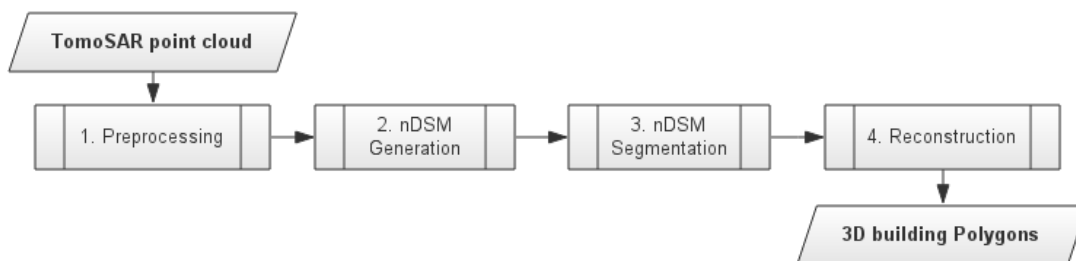 TomoSAR point cloud
1. Preprocessing
2. nDSM
Generation
3. nDSM
Segmentation
4. Reconstruction
3D building Polygons